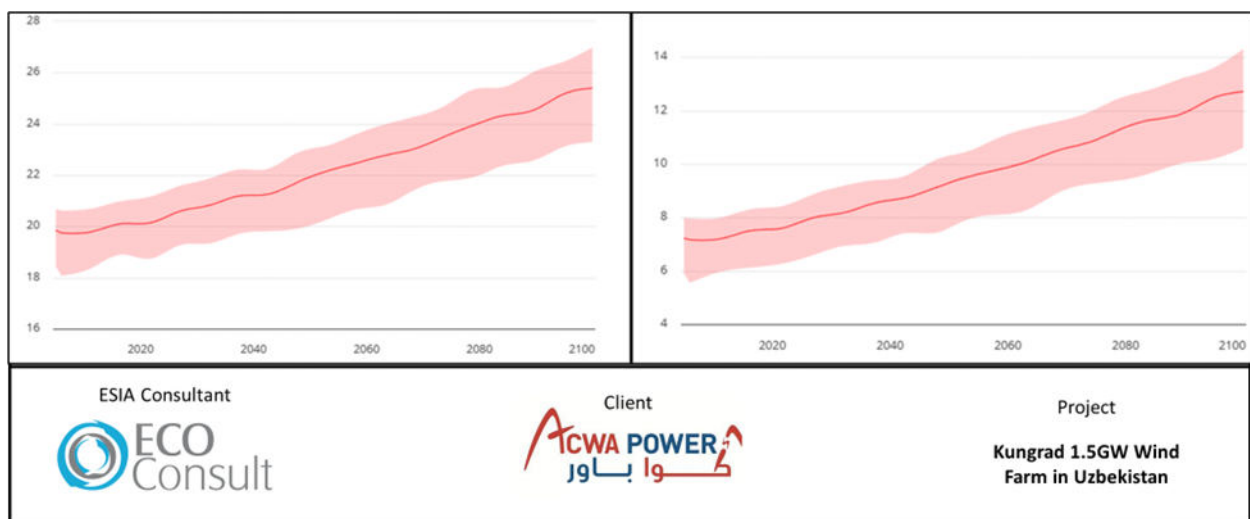 28
26
24
22
20
18
16
2020 2040 2060 2080 2100
14
12
10
8
6
4
2020 2040 2060 2080 2100
ESIA Consultant
ECO
Consult
Client
ACWA POWER
أكوا باور
Project
Kungrad 1.5GW Wind
Farm in Uzbekistan